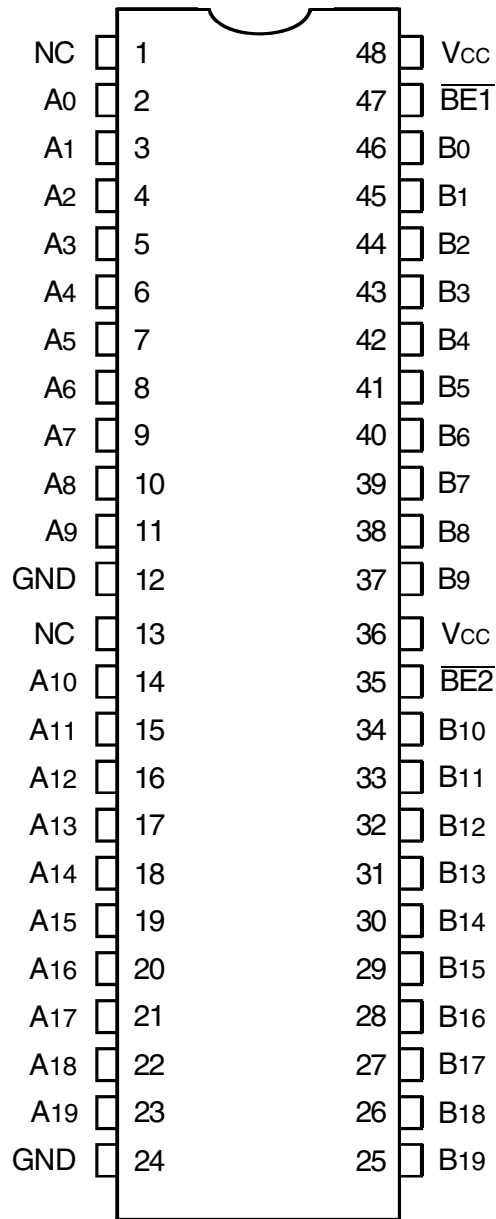 NC 1 48 VCC
A0 2 47 BE1
A1 3 46 B0
A2 4 45 B1
A3 5 44 B2
A4 6 43 B3
A5 7 42 B4
A6 8 41 B5
A7 9 40 B6
A8 10 39 B7
A9 11 38 B8
GND 12 37 B9
NC 13 36 VCC
A10 14 35 BE2
A11 15 34 B10
A12 16 33 B11
A13 17 32 B12
A14 18 31 B13
A15 19 30 B14
A16 20 29 B15
A17 21 28 B16
A18 22 27 B17
A19 23 26 B18
GND 24 25 B19